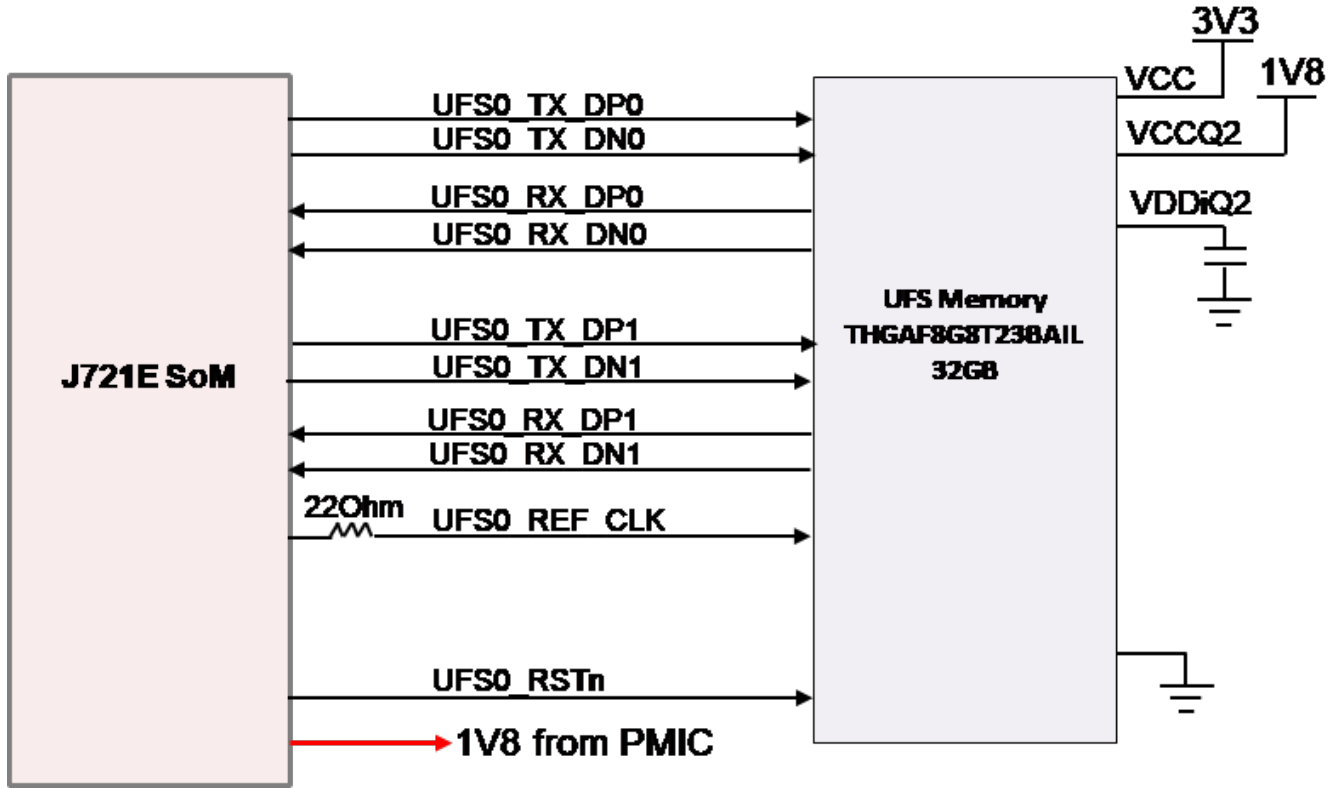 3V3
VCC
1V8
UFS0_TX_DP0
UFS0_TX_DN0
VCCQ2
UFS0_RX_DP0
VDDiQ2
UFS0_RX_DN0
UFS Memory
THGAF8G8T23BAIL
32GB
UFS0_TX_DP1
UFS0_TX_DN1
J721E SoM
UFS0_RX_DP1
UFS0_RX_DN1
22Ohm
UFS0_REF_CLK
UFS0_RSTn
1V8 from PMIC